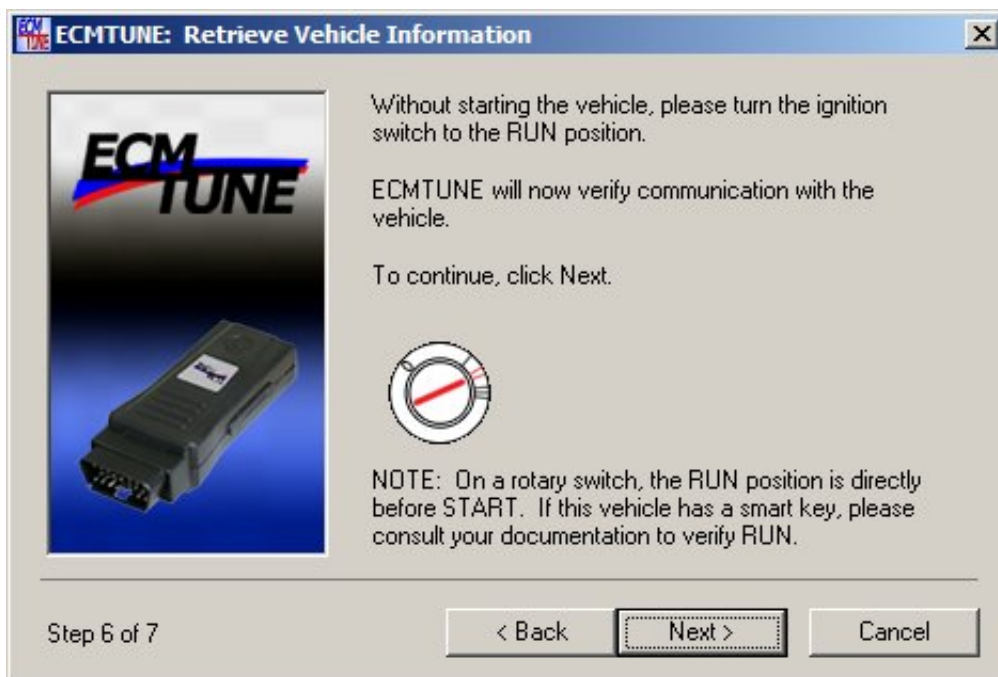 ECMTUNE: Retrieve Vehicle Information
ECM
TUNE
Without starting the vehicle, please turn the ignition
switch to the RUN position.
ECMTUNE will now verify communication with the
vehicle.
To continue, click Next.
NOTE: On a rotary switch, the RUN position is directly
before START. If this vehicle has a smart key, please
consult your documentation to verify RUN.
Step 6 of 7
< Back
Next >
Cancel